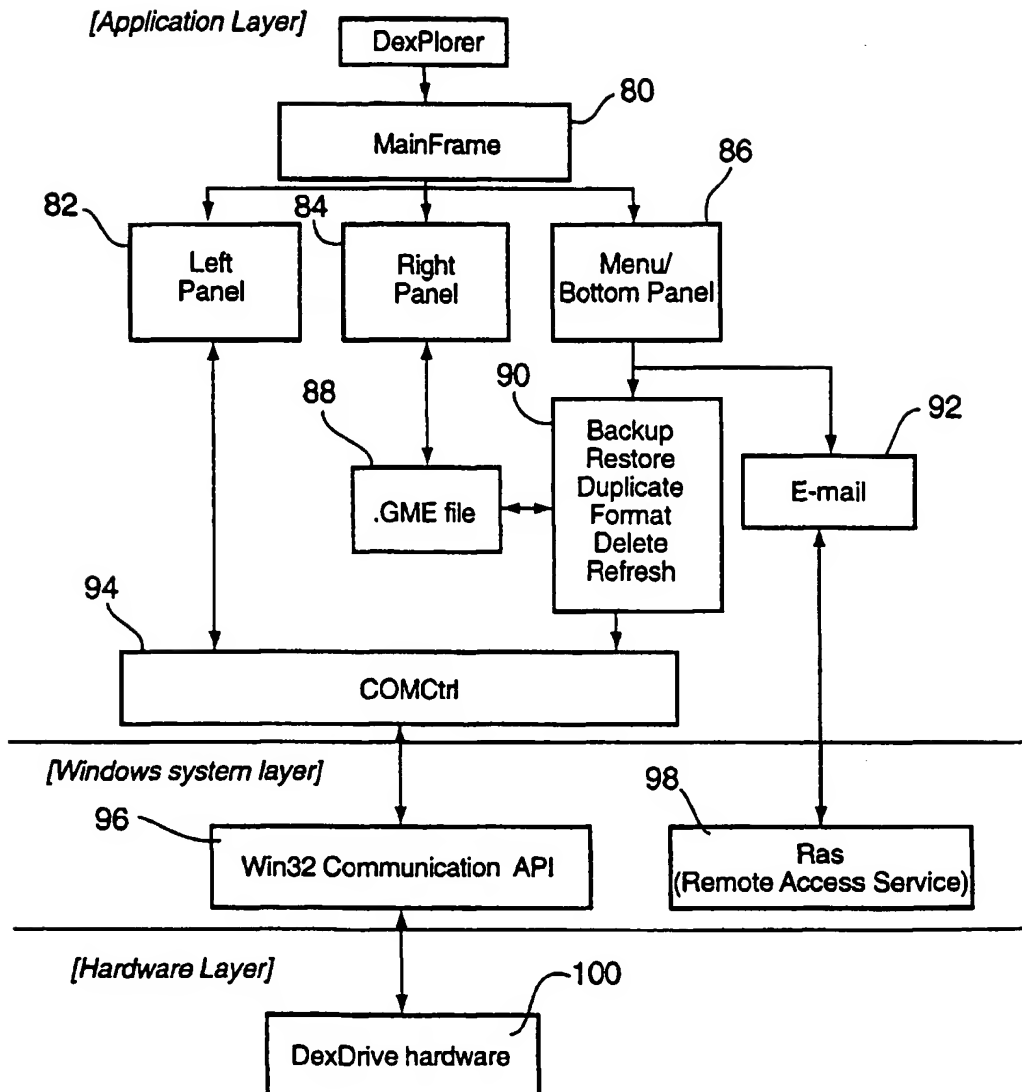 [Application Layer]
DexPlorer
80
MainFrame
86
82
84
Left
Panel
Right
Panel
Menu/
Bottom Panel
90
88
92
Backup
Restore
Duplicate
Format
Delete
Refresh
.GME file
E-mail
94
COMCtrl
[Windows system layer]
98
96
Win32 Communication API
Ras
(Remote Access Service)
[Hardware Layer]
100
DexDrive hardware